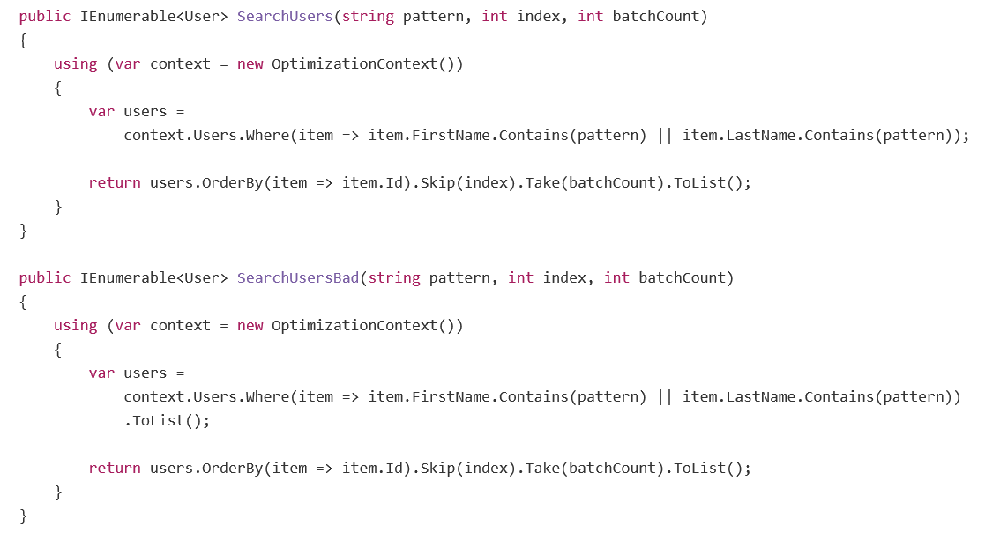 public IEnumerable<User> SearchUsers(string pattern, int index, int batchCount)
{
    using (var context = new OptimizationContext())
    {
        var users =
            context.Users.Where(item => item.FirstName.Contains(pattern) || item.LastName.Contains(pattern));

        return users.OrderBy(item => item.Id).Skip(index).Take(batchCount).ToList();
    }
}

public IEnumerable<User> SearchUsersBad(string pattern, int index, int batchCount)
{
    using (var context = new OptimizationContext())
    {
        var users =
            context.Users.Where(item => item.FirstName.Contains(pattern) || item.LastName.Contains(pattern))
            .ToList();

        return users.OrderBy(item => item.Id).Skip(index).Take(batchCount).ToList();
    }
}